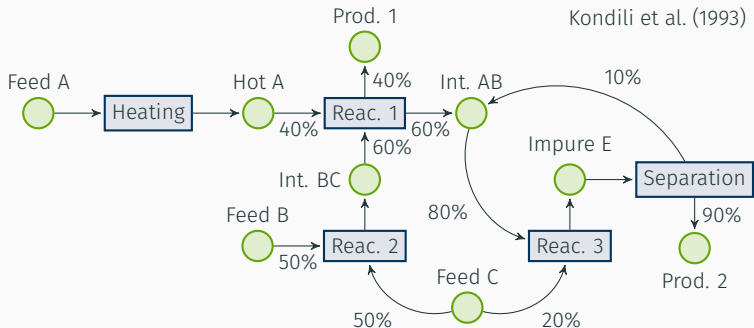 Prod. 1
Kondili et al. (1993)
Feed A
Hot A
40%
Int. AB
10%
Heating
Reac. 1
40%
60%
60%
Impure E
Int. BC
Separation
80%
90%
Feed B
50%
Reac. 2
Reac. 3
Feed C
Prod. 2
50%
20%